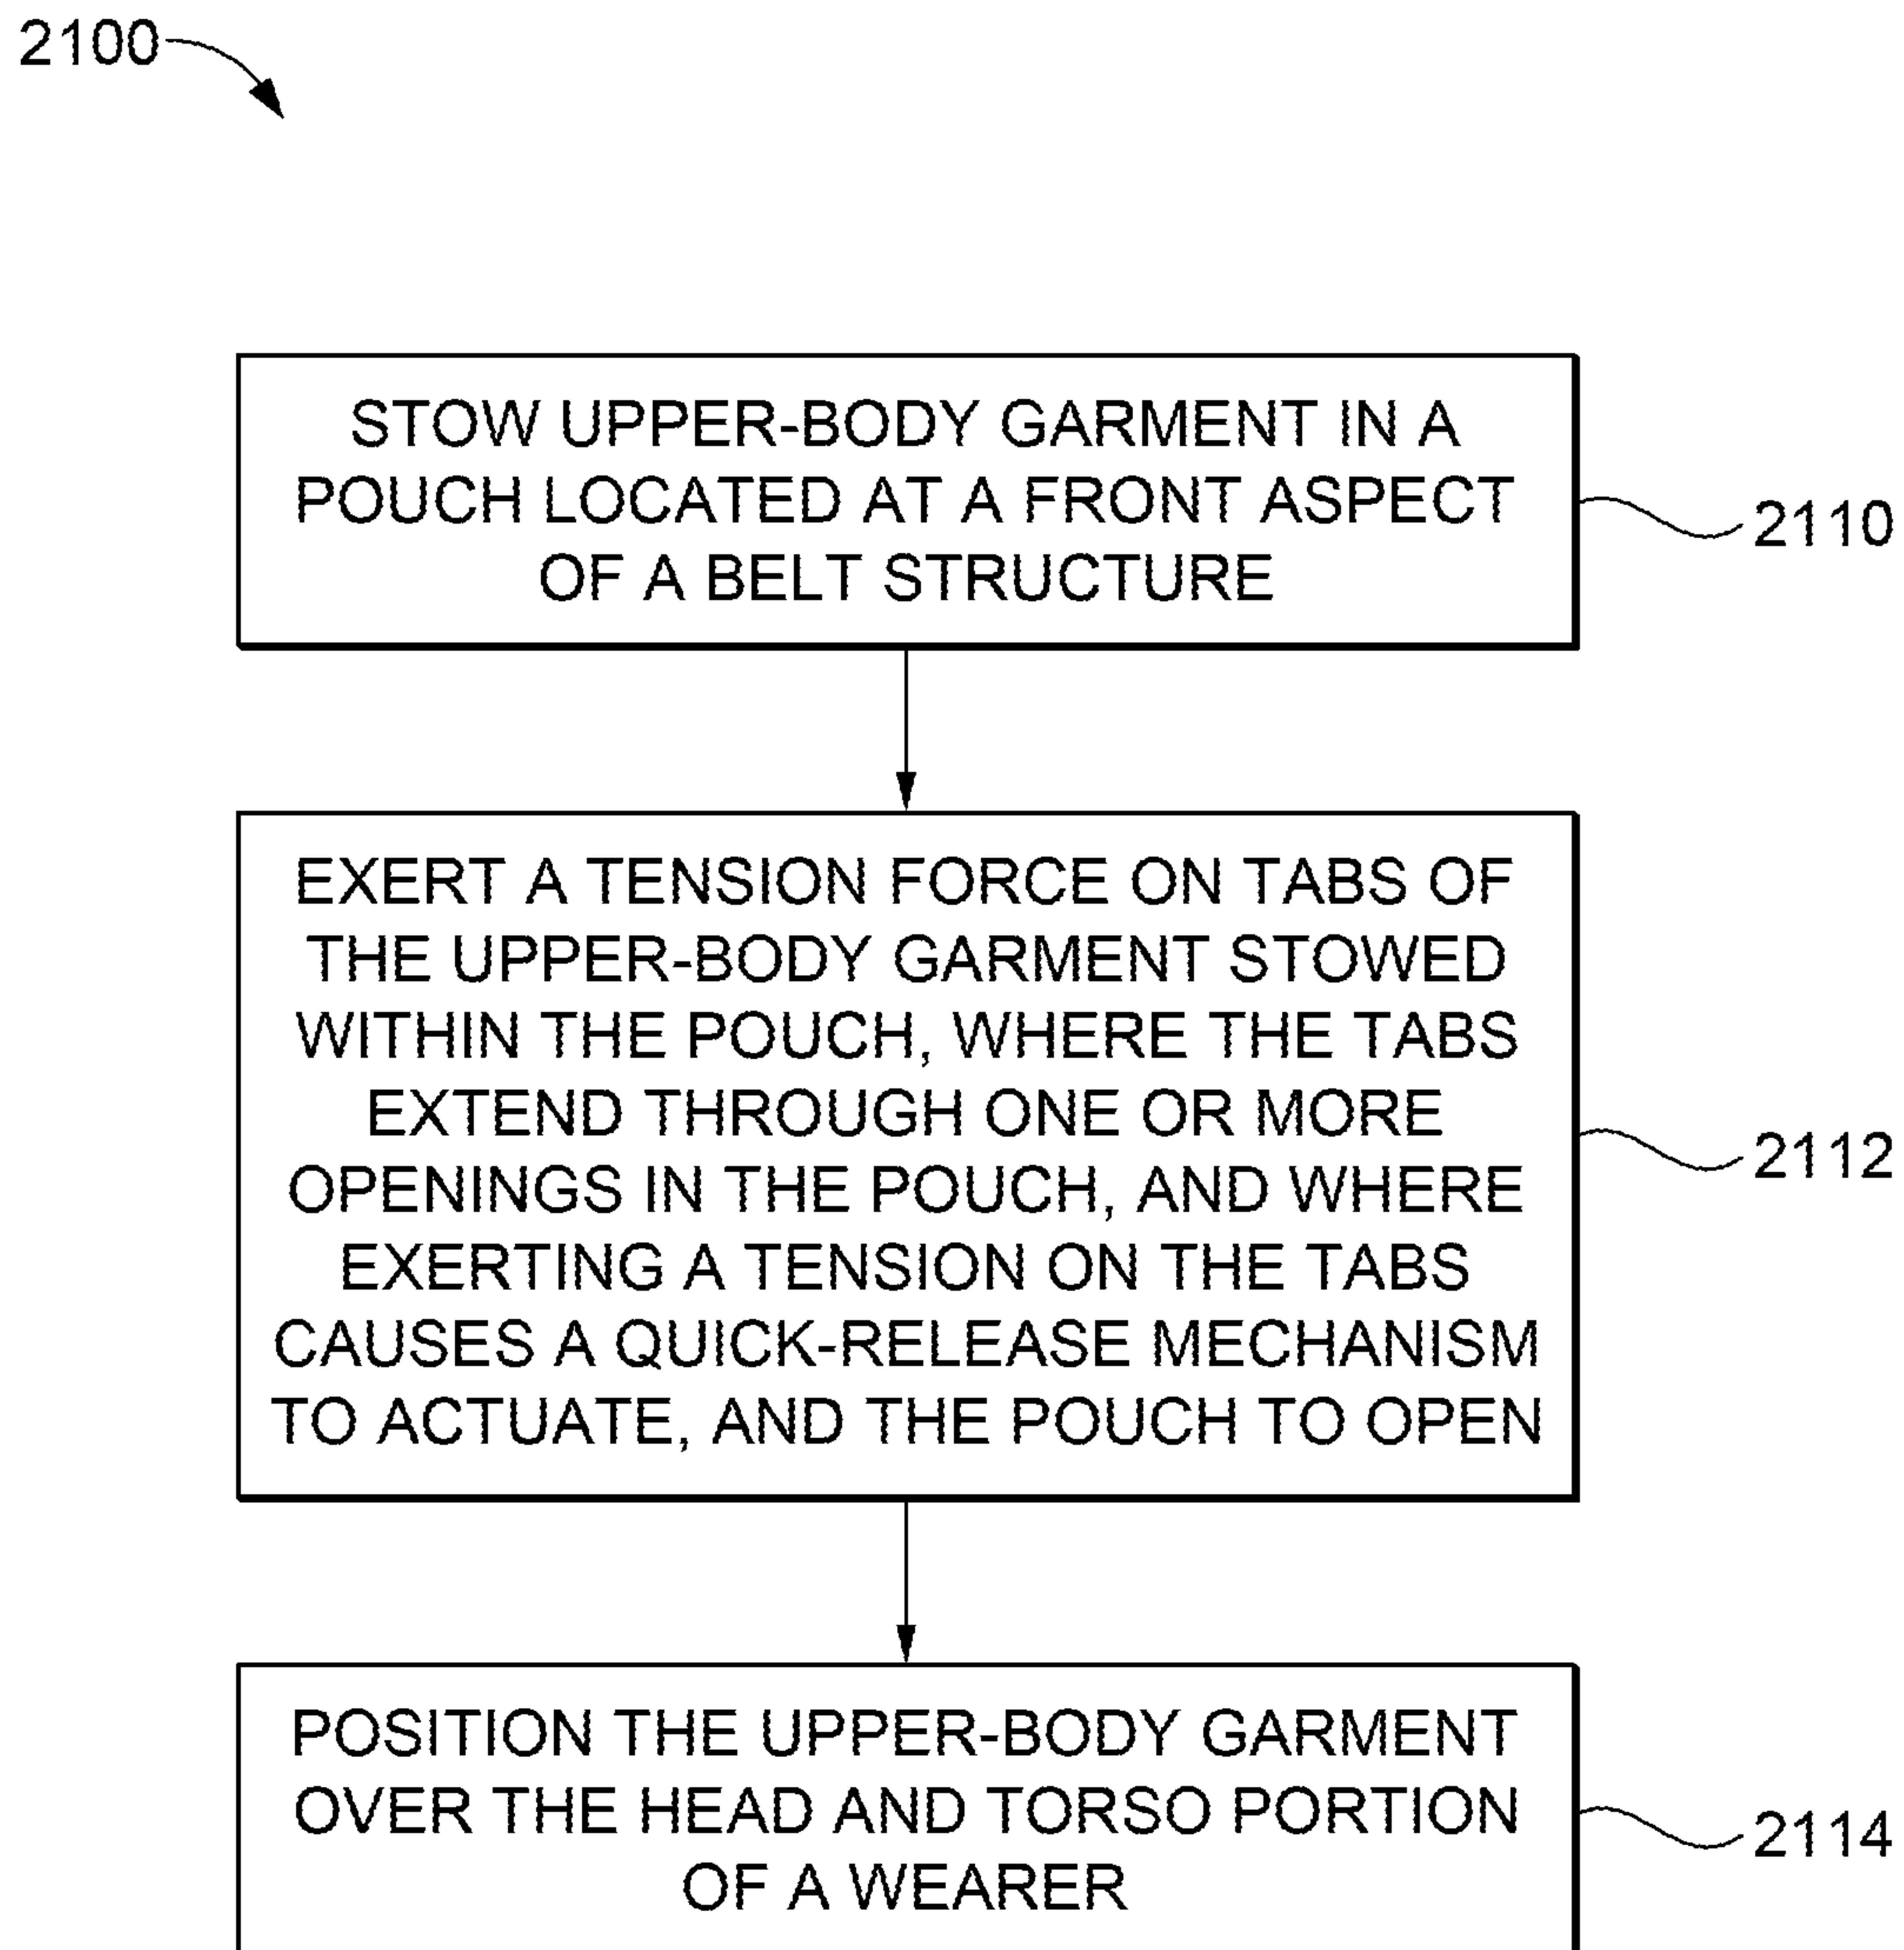 2100
STOW UPPER-BODY GARMENT IN A
POUCH LOCATED AT A FRONT ASPECT
OF A BELT STRUCTURE
2110
EXERT A TENSION FORCE ON TABS OF
THE UPPER-BODY GARMENT STOWED
WITHIN THE POUCH, WHERE THE TABS
EXTEND THROUGH ONE OR MORE
OPENINGS IN THE POUCH, AND WHERE
EXERTING A TENSION ON THE TABS
CAUSES A QUICK-RELEASE MECHANISM
TO ACTUATE, AND THE POUCH TO OPEN
2112
POSITION THE UPPER-BODY GARMENT
OVER THE HEAD AND TORSO PORTION
OF A WEARER
2114